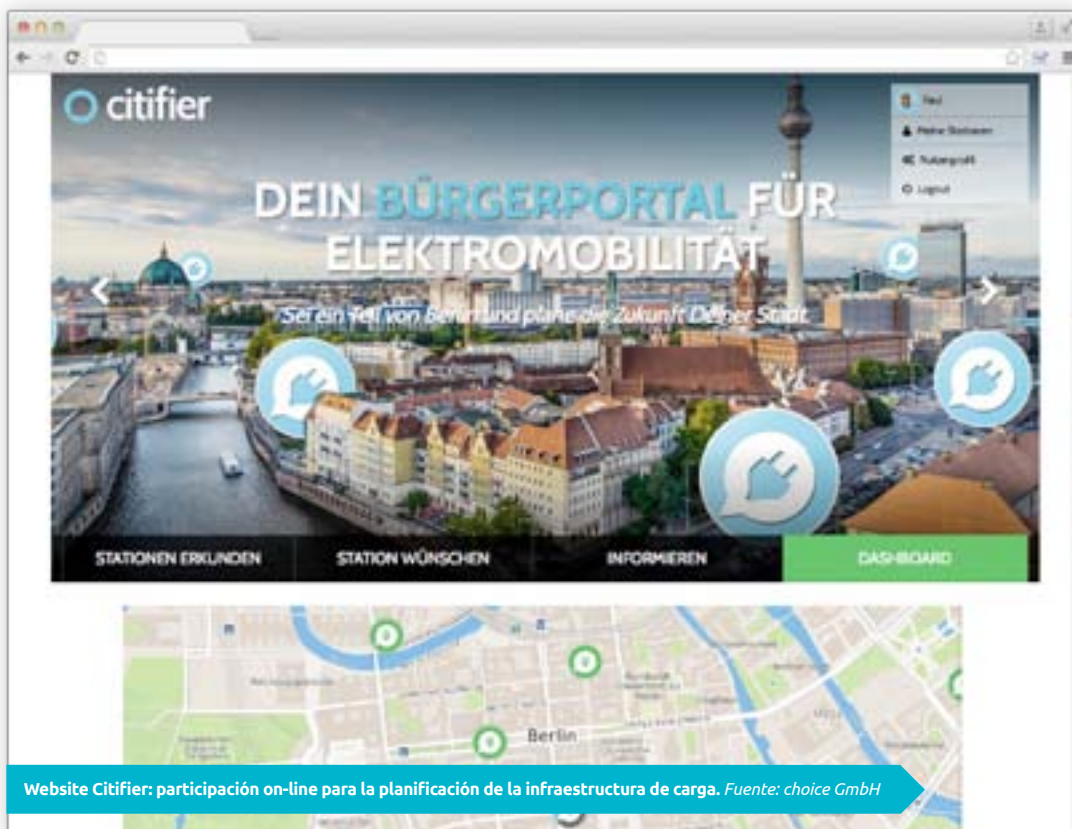 citifier
Paul
Meine Stationen
Nutzerprofil
Logout
DEIN BÜRGERPORTAL FÜR
ELEKTROMOBILITÄT
Sei ein Teil von Berlin und plane die Zukunft Deiner Stadt
STATIONEN ERKUNDEN
STATION WÜNSCHEN
INFORMIEREN
DASHBOARD
Berlin
Website Citifier: participación on-line para la planificación de la infraestructura de carga. Fuente: choice GmbH